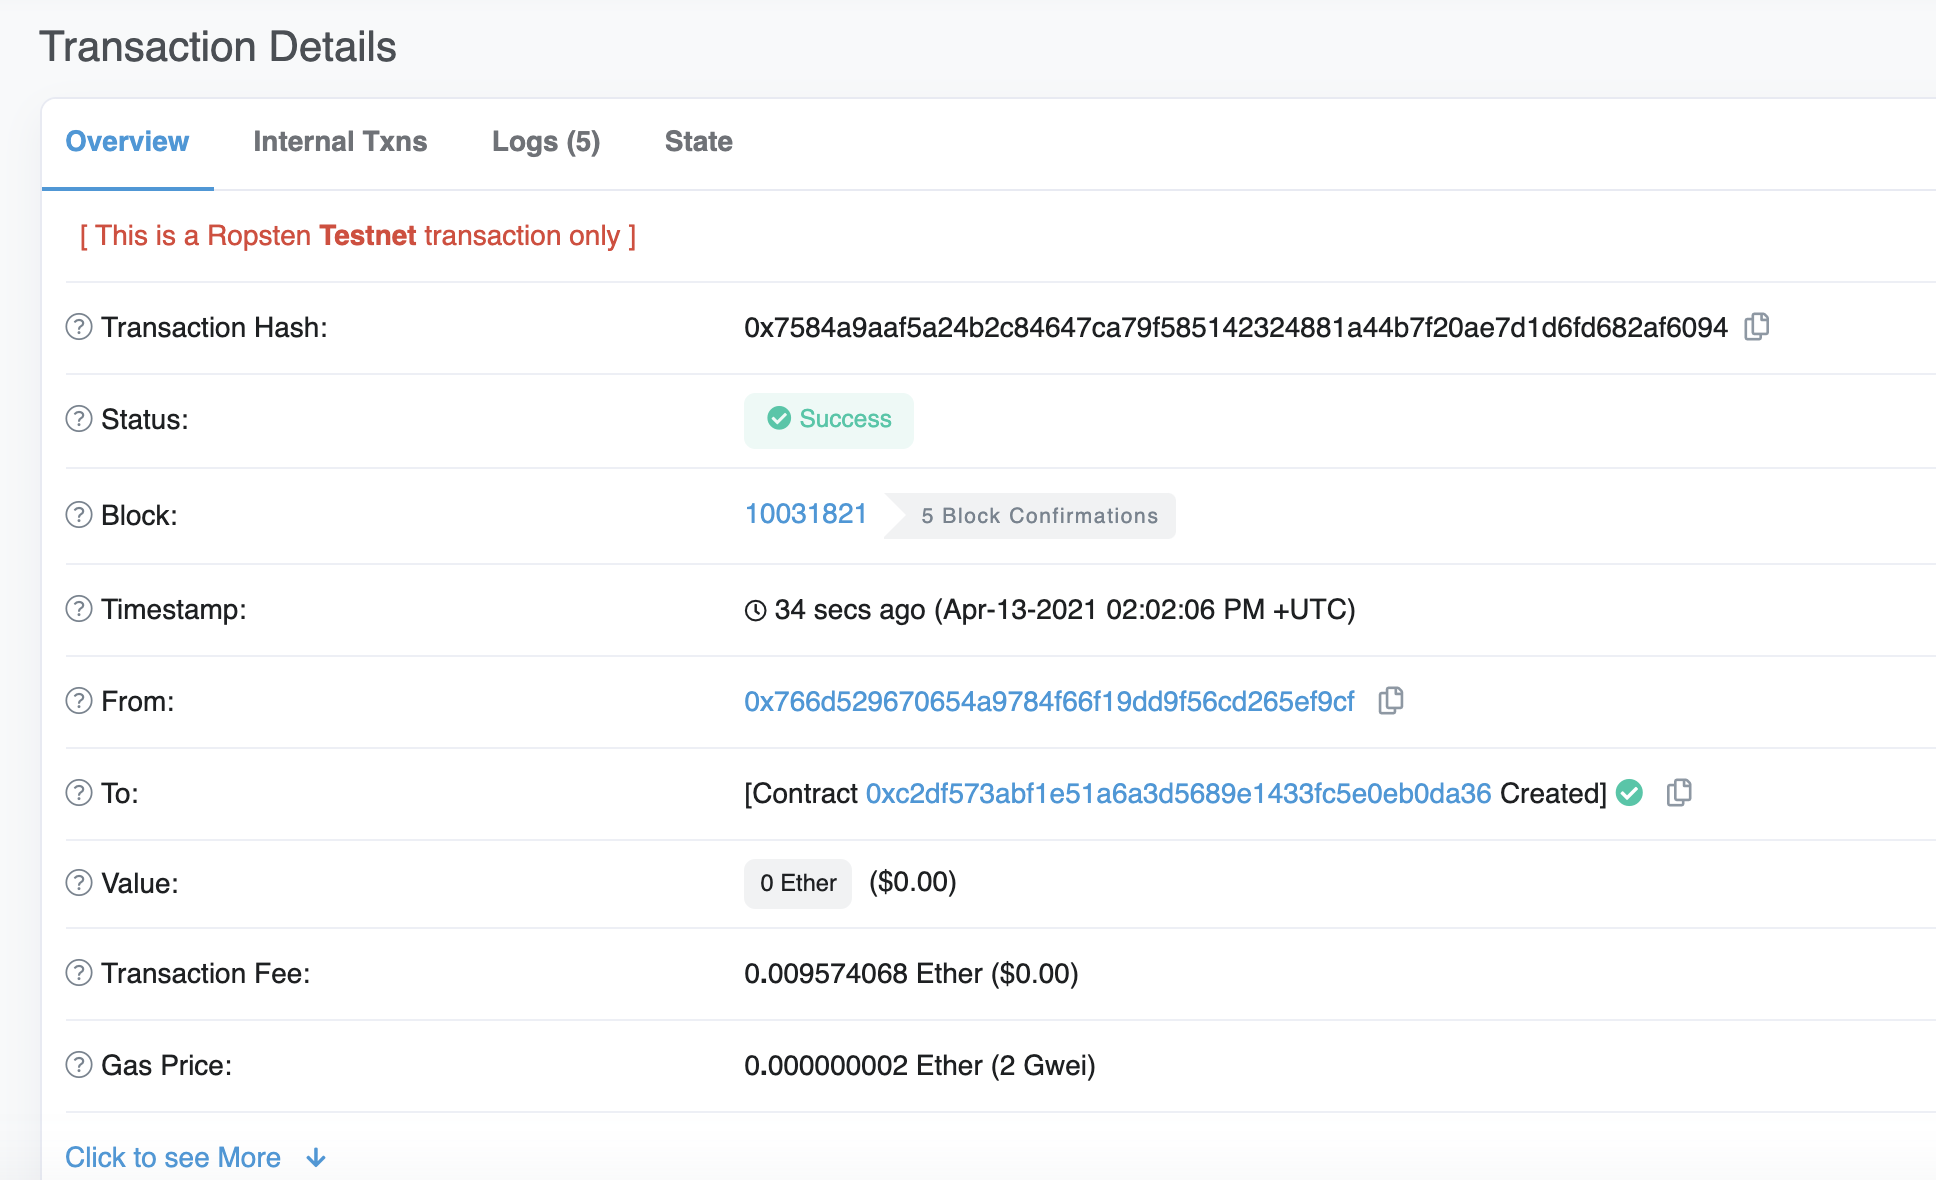 Transaction Details
Overview Internal Txns Logs (5) State
[ This is a Ropsten Testnet transaction only ]
Transaction Hash: 0x7584a9aaf5a24b2c84647ca79f585142324881a44b7f20ae7d1d6fd682af6094
Status: Success
Block: 10031821 5 Block Confirmations
Timestamp: 34 secs ago (Apr-13-2021 02:02:06 PM +UTC)
From: 0x766d529670654a9784f66f19dd9f56cd265ef9cf
To: [Contract 0xc2df573abf1e51a6a3d5689e1433fc5e0eb0da36 Created]
Value: 0 Ether ($0.00)
Transaction Fee: 0.009574068 Ether ($0.00)
Gas Price: 0.000000002 Ether (2 Gwei)
Click to see More